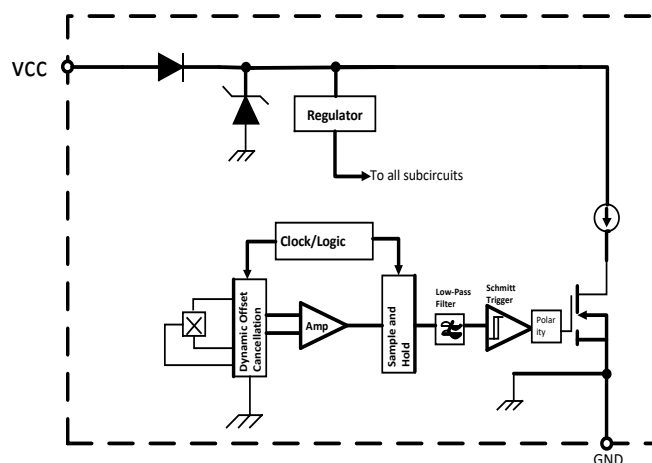 VCC
Regulator
To all subcircuits
Clock/Logic
Dynamic Offset
Cancellation
Amp
Sample and
Hold
Low-Pass
Filter
Schmitt
Trigger
Polar
ity
GND